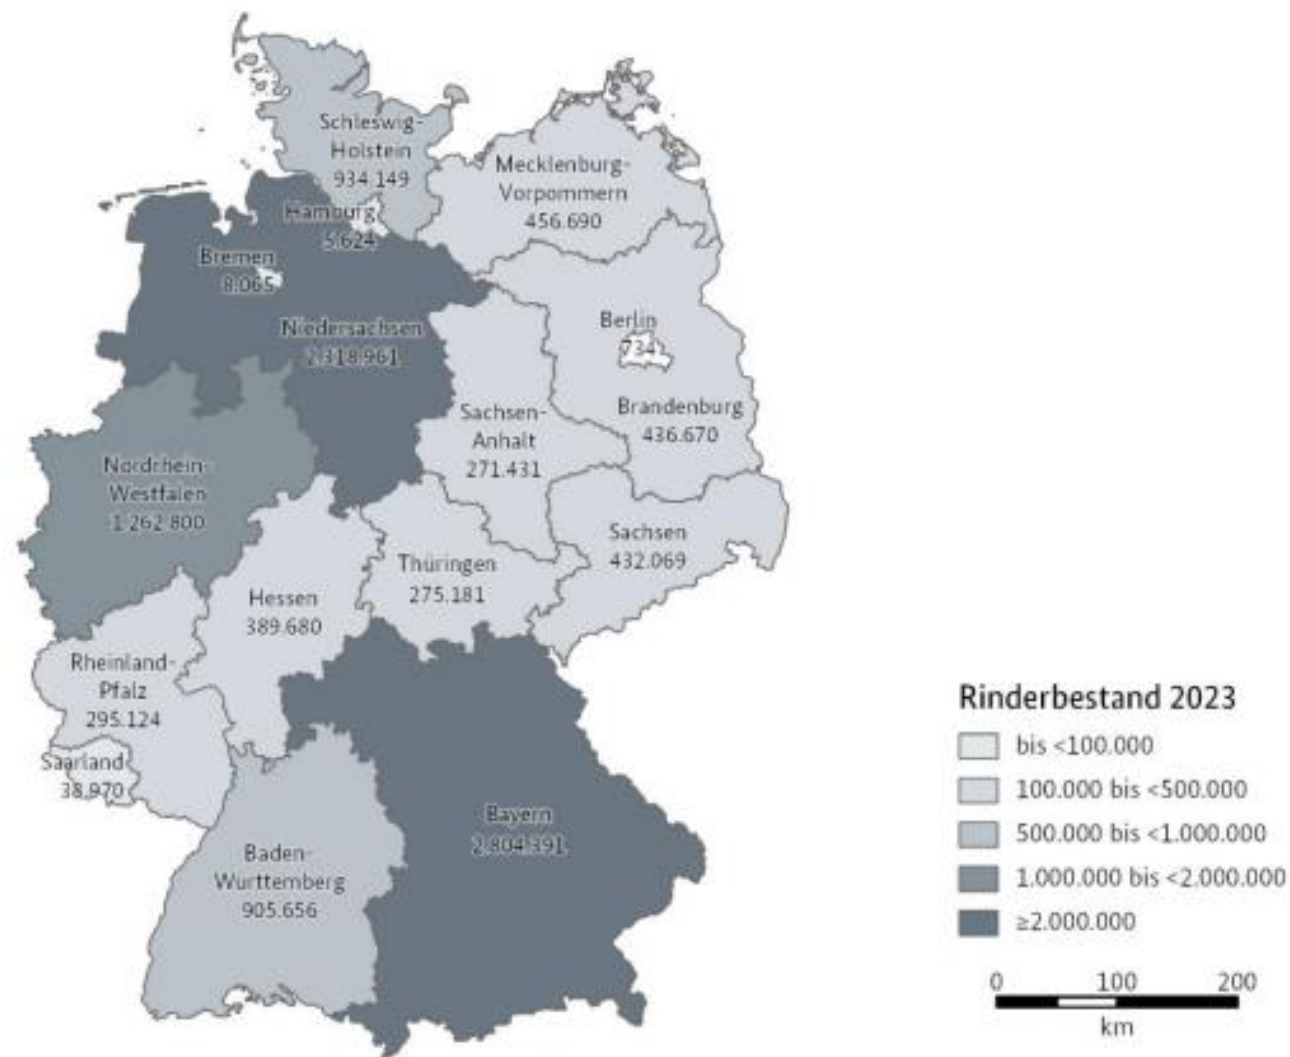 Schleswig-
Holstein
934.149
Mecklenburg-
Vorpommern
456.690
Hamburg
5.624
Bremen
8.065
Niedersachsen
2.318.961
Berlin
734
Brandenburg
436.670
Sachsen-
Anhalt
271.431
Nordrhein-
Westfalen
1.262.800
Sachsen
432.069
Thüringen
275.181
Hessen
389.680
Rheinland-
Pfalz
295.124
Saarland
38.970
Bayern
2.804.391
Baden-
Württemberg
905.656
Rinderbestand 2023
bis <100.000
100.000 bis <500.000
500.000 bis <1.000.000
1.000.000 bis <2.000.000
≥2.000.000
0 100 200
km